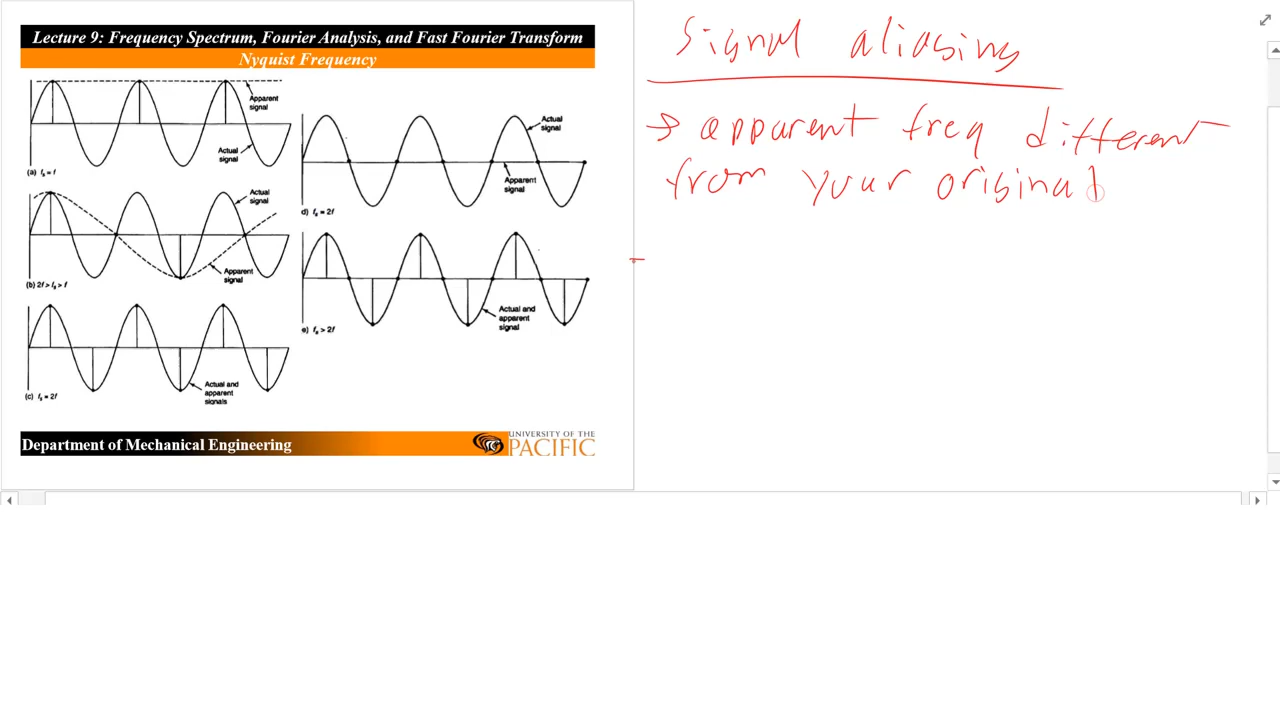 Lecture 9: Frequency Spectrum, Fourier Analysis, and Fast Fourier Transform
Nyquist Frequency
Apparent
signal
Actual
signal
(a) fs = f
Actual
signal
Apparent
signal
(b) 2f > fs > f
Actual and
apparent
signals
(c) fs = 2f
Actual
signal
Apparent
signal
d) fs = 2f
Actual and
apparent
signal
e) fs > 2f
Department of Mechanical Engineering
UNIVERSITY OF THE
PACIFIC
Signal aliasing
→ apparent freq different
from your original